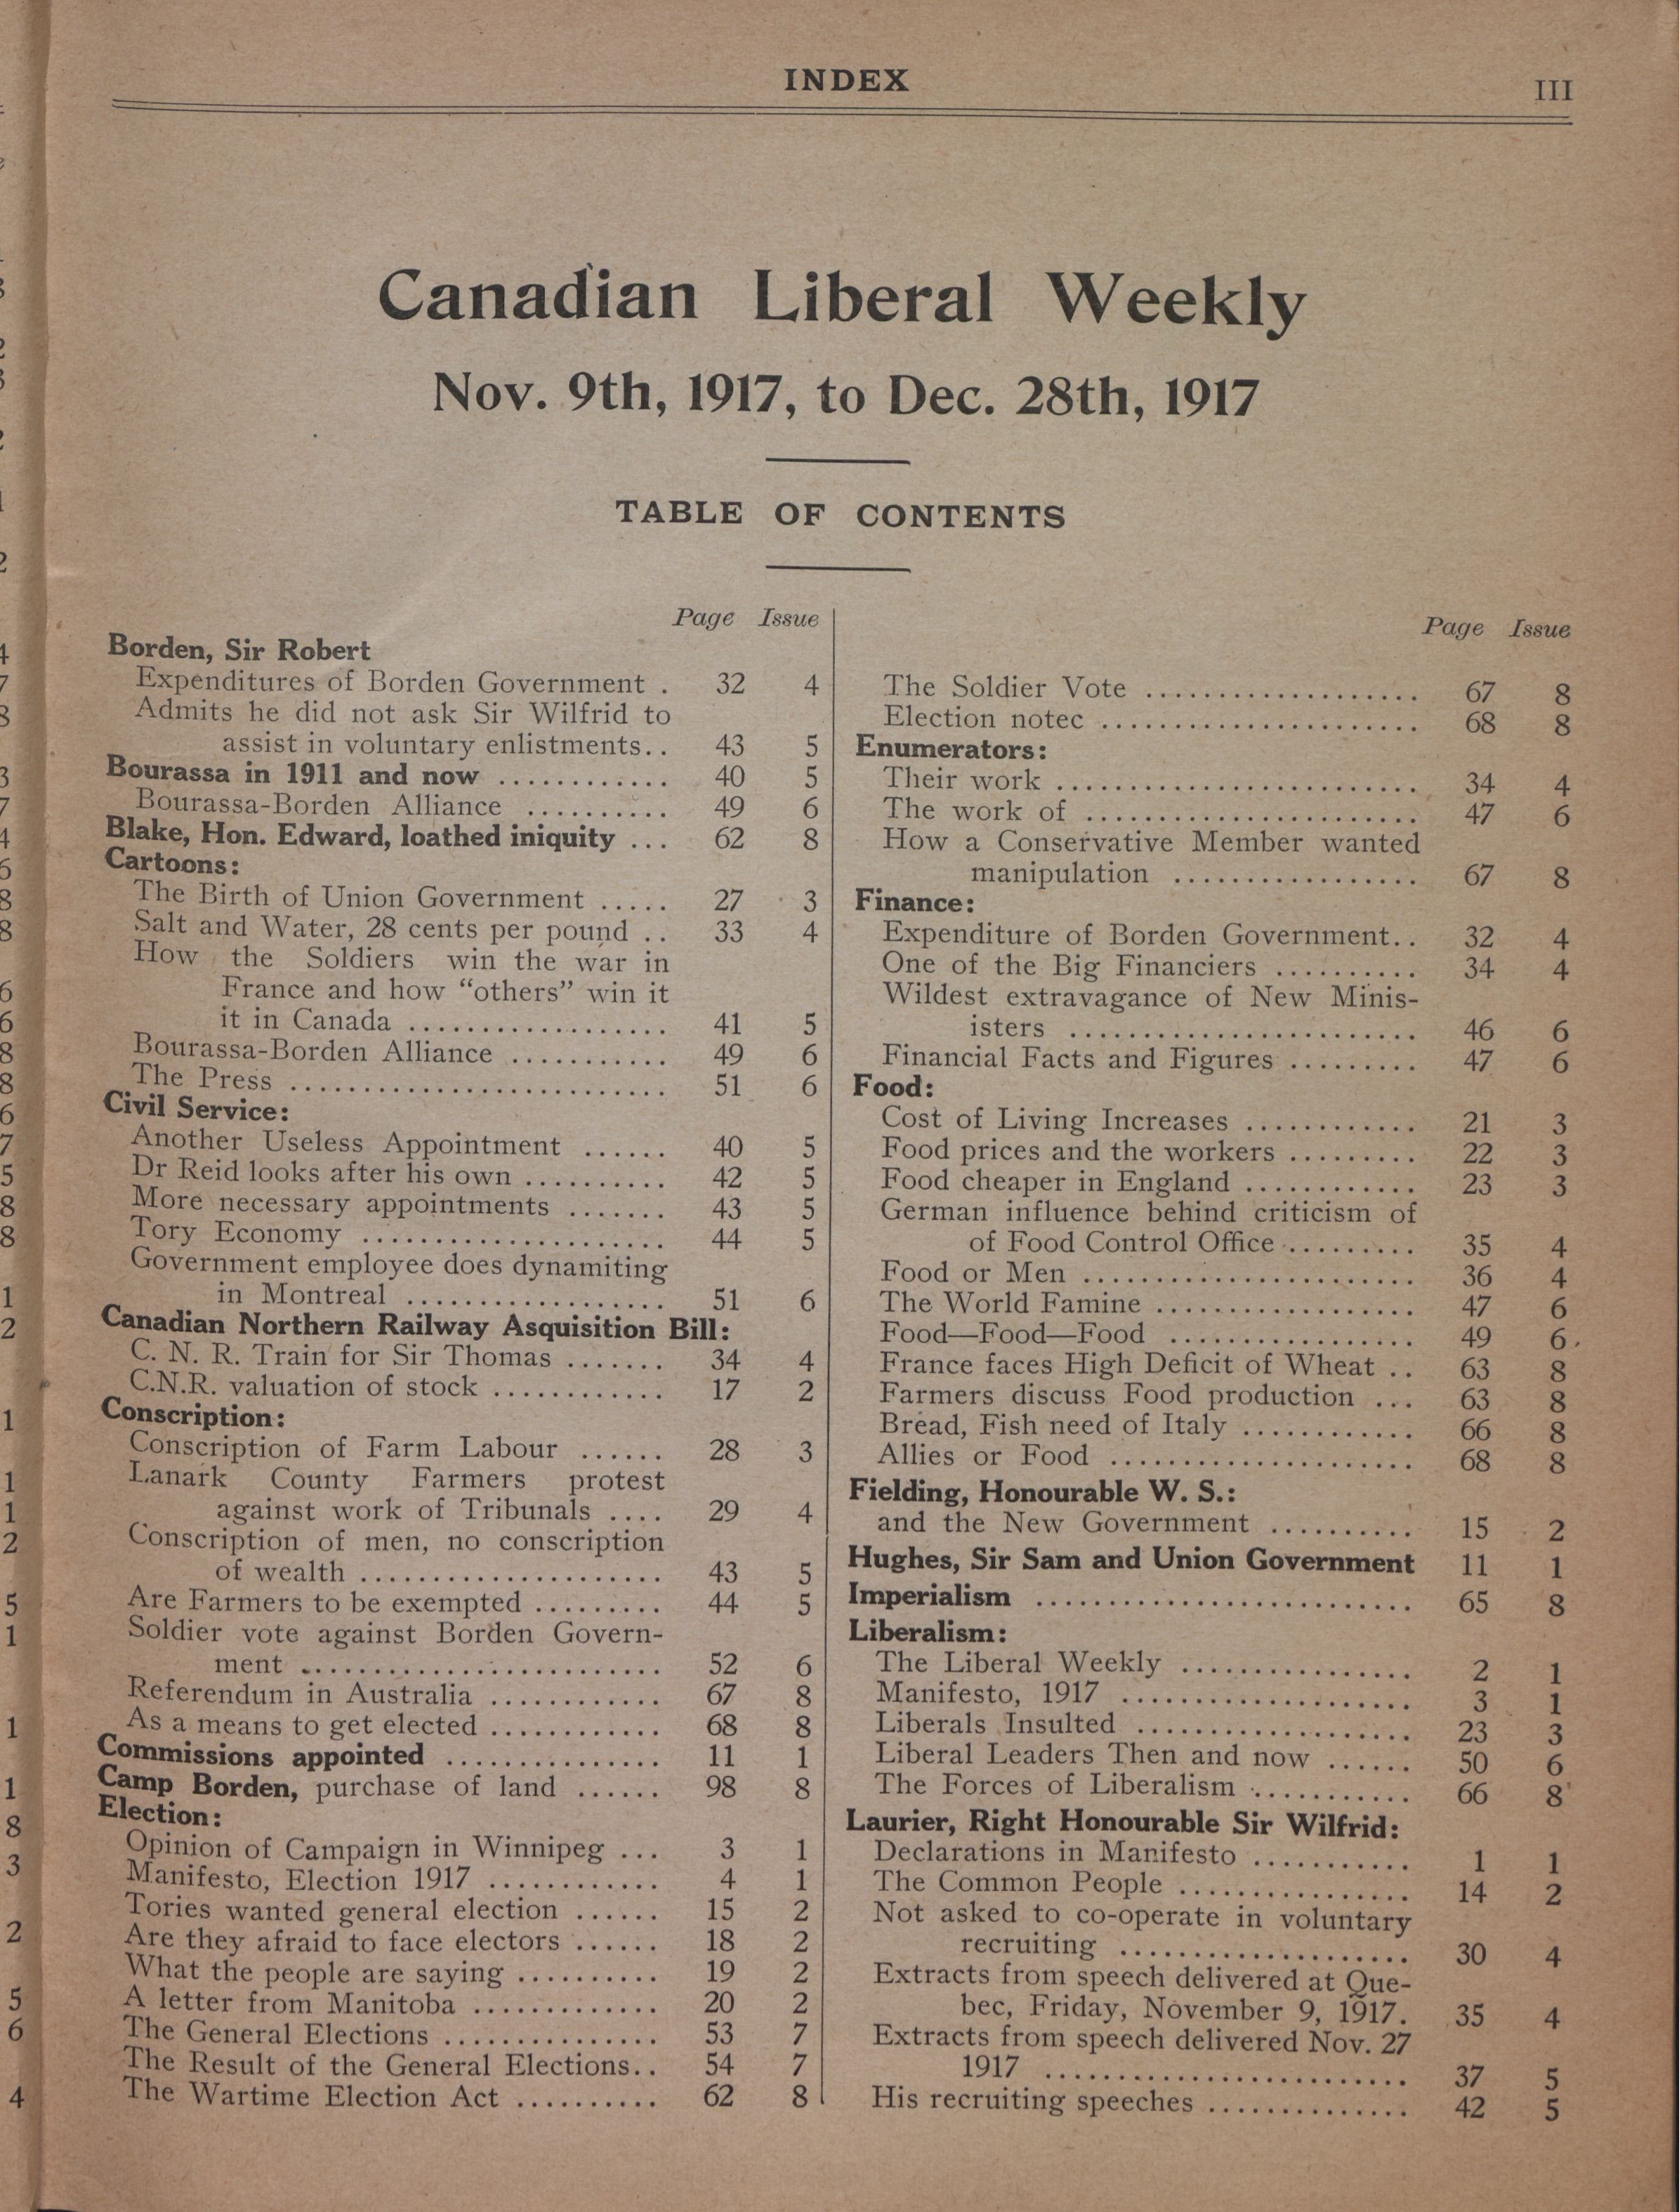 INDEX III
Canadian Liberal Weekly
Nov. 9th, 1917, to Dec. 28th, 1917
TABLE OF CONTENTS
Page Issue
Borden, Sir Robert
Expenditures of Borden Government . 32 4
Admits he did not ask Sir Wilfrid to
assist in voluntary enlistments.. 43 5
Bourassa in 1911 and now ............ 40 5
Bourassa-Borden Alliance .......... 49 6
Blake, Hon. Edward, loathed iniquity ... 62 8
Cartoons:
The Birth of Union Government ..... 27 3
Salt and Water, 28 cents per pound .. 33 4
How the Soldiers win the war in
France and how “others” win it
it in Canada .................. 41 5
Bourassa-Borden Alliance ........... 49 6
The Press .......................... 51 6
Civil Service:
Another Useless Appointment ...... 40 5
Dr Reid looks after his own .......... 42 5
More necessary appointments ....... 43 5
Tory Economy ..................... 44 5
Government employee does dynamiting
in Montreal .................. 51 6
Canadian Northern Railway Asquisition Bill:
C. N. R. Train for Sir Thomas ....... 34 4
C.N.R. valuation of stock ............ 17 2
Conscription:
Conscription of Farm Labour ...... 28 3
Lanark County Farmers protest
against work of Tribunals .... 29 4
Conscription of men, no conscription
of wealth ..................... 43 5
Are Farmers to be exempted ......... 44 5
Soldier vote against Borden Govern-
ment ......................... 52 6
Referendum in Australia ............ 67 8
As a means to get elected ............ 68 8
Commissions appointed ............... 11 1
Camp Borden, purchase of land ...... 98 8
Election:
Opinion of Campaign in Winnipeg ... 3 1
Manifesto, Election 1917 ............ 4 1
Tories wanted general election ...... 15 2
Are they afraid to face electors ...... 18 2
What the people are saying .......... 19 2
A letter from Manitoba ............. 20 2
The General Elections ............... 53 7
The Result of the General Elections.. 54 7
The Wartime Election Act .......... 62 8
Page Issue
The Soldier Vote ................... 67 8
Election notec ...................... 68 8
Enumerators:
Their work ......................... 34 4
The work of ....................... 47 6
How a Conservative Member wanted
manipulation ................. 67 8
Finance:
Expenditure of Borden Government.. 32 4
One of the Big Financiers .......... 34 4
Wildest extravagance of New Minis-
isters ........................ 46 6
Financial Facts and Figures ......... 47 6
Food:
Cost of Living Increases ............ 21 3
Food prices and the workers ......... 22 3
Food cheaper in England ............ 23 3
German influence behind criticism of
of Food Control Office ......... 35 4
Food or Men ....................... 36 4
The World Famine .................. 47 6
Food—Food—Food ................. 49 6
France faces High Deficit of Wheat .. 63 8
Farmers discuss Food production ... 63 8
Bread, Fish need of Italy ............ 66 8
Allies or Food ..................... 68 8
Fielding, Honourable W. S.:
and the New Government .......... 15 2
Hughes, Sir Sam and Union Government 11 1
Imperialism .......................... 65 8
Liberalism:
The Liberal Weekly ................ 2 1
Manifesto, 1917 .................... 3 1
Liberals Insulted ................... 23 3
Liberal Leaders Then and now ...... 50 6
The Forces of Liberalism ........... 66 8
Laurier, Right Honourable Sir Wilfrid:
Declarations in Manifesto ........... 1 1
The Common People ................ 14 2
Not asked to co-operate in voluntary
recruiting .................... 30 4
Extracts from speech delivered at Que-
bec, Friday, November 9, 1917. 35 4
Extracts from speech delivered Nov. 27
1917 ......................... 37 5
His recruiting speeches .............. 42 5